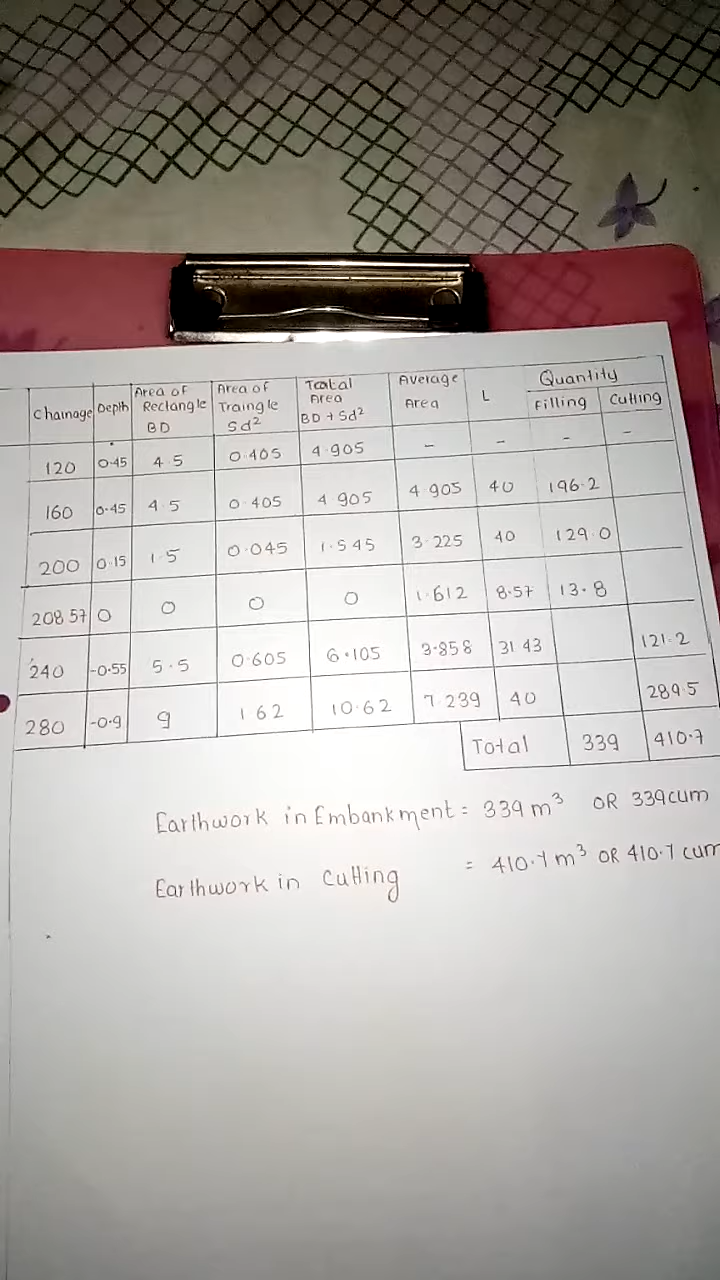 Chainage Depth Area of Rectangle BD Area of Traingle Sd² Toatal Area BD + Sd² Average Area L Quantity Filling Cutting
120 0.45 4.5 0.405 4.905 – – – –
160 0.45 4.5 0.405 4.905 4.905 40 196.2
200 0.15 1.5 0.045 1.545 3.225 40 129.0
208.57 0 0 0 0 1.612 8.57 13.8
240 -0.55 5.5 0.605 6.105 3.858 31.43 121.2
280 -0.9 9 1.62 10.62 7.239 40 289.5
Total 339 410.7
Earthwork in Embankment = 339 m³ OR 339 cum
Earthwork in Cutting = 410.7 m³ OR 410.7 cum